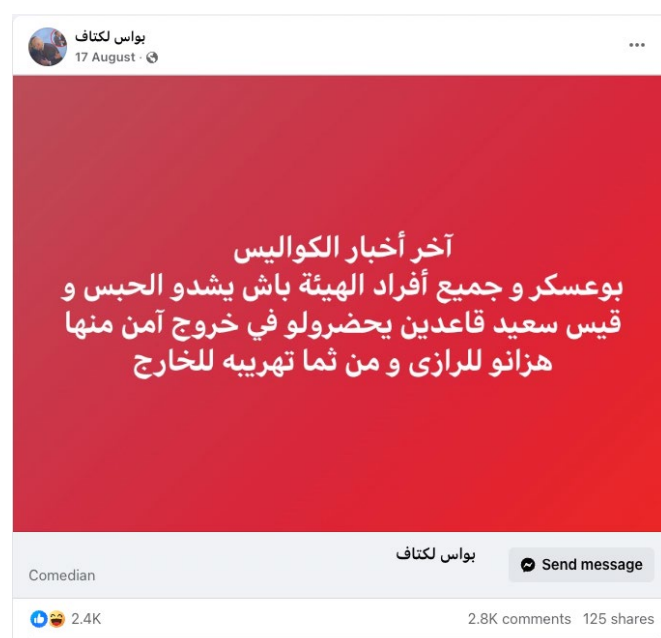 بواس لكتاف
17 August ·
آخر أخبار الكواليس
بوعسكر و جميع أفراد الهيئة باش يشدو الحبس و
قيس سعيد قاعدين يحضرولو في خروج آمن منها
هزانو للرازي و من ثما تهريبه للخارج
بواس لكتاف
Send message
Comedian
2.4K
2.8K comments 125 shares